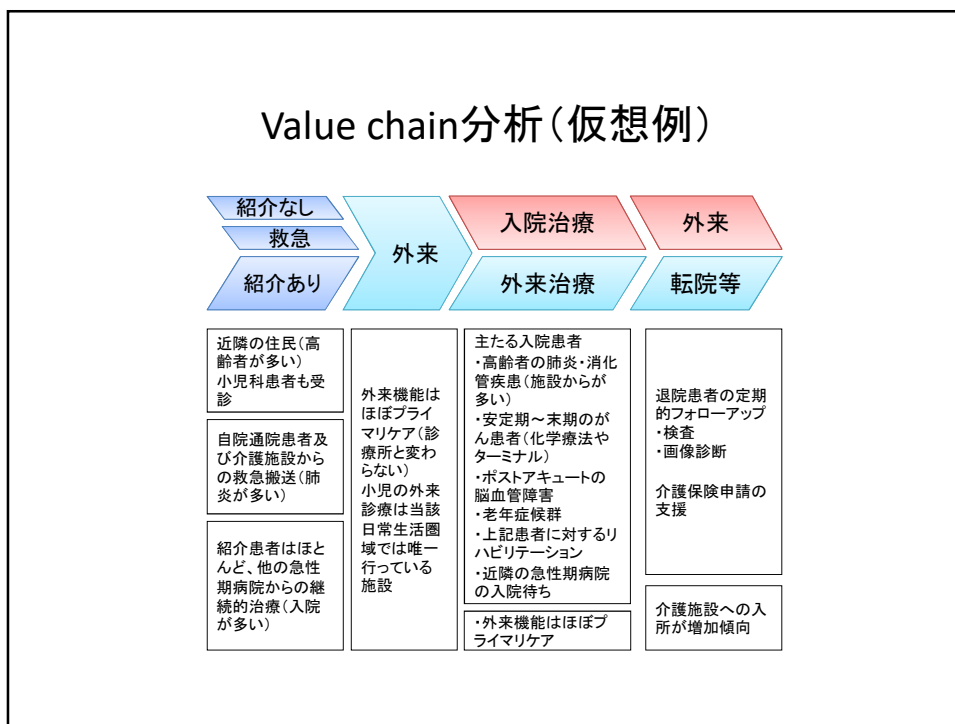 Value chain分析(仮想例)
紹介なし
救急
紹介あり
外来
入院治療
外来治療
外来
転院等
近隣の住民(高
齢者が多い)
小児科患者も受
診
自院通院患者及
び介護施設から
の救急搬送(肺
炎が多い)
紹介患者はほと
んど、他の急性
期病院からの継
続的治療(入院
が多い)
外来機能は
ほぼプライ
マリケア(診
療所と変わ
らない)
小児の外来
診療は当該
日常生活圏
域では唯一
行っている
施設
主たる入院患者
・高齢者の肺炎・消化
管疾患(施設からが
多い)
・安定期～末期のが
ん患者(化学療法や
ターミナル)
・ポストアキュートの
脳血管障害
・老年症候群
・上記患者に対するリ
ハビリテーション
・近隣の急性期病院
の入院待ち
・外来機能はほぼプ
ライマリケア
退院患者の定期
的フォローアップ
・検査
・画像診断
介護保険申請の
支援
介護施設への入
所が増加傾向